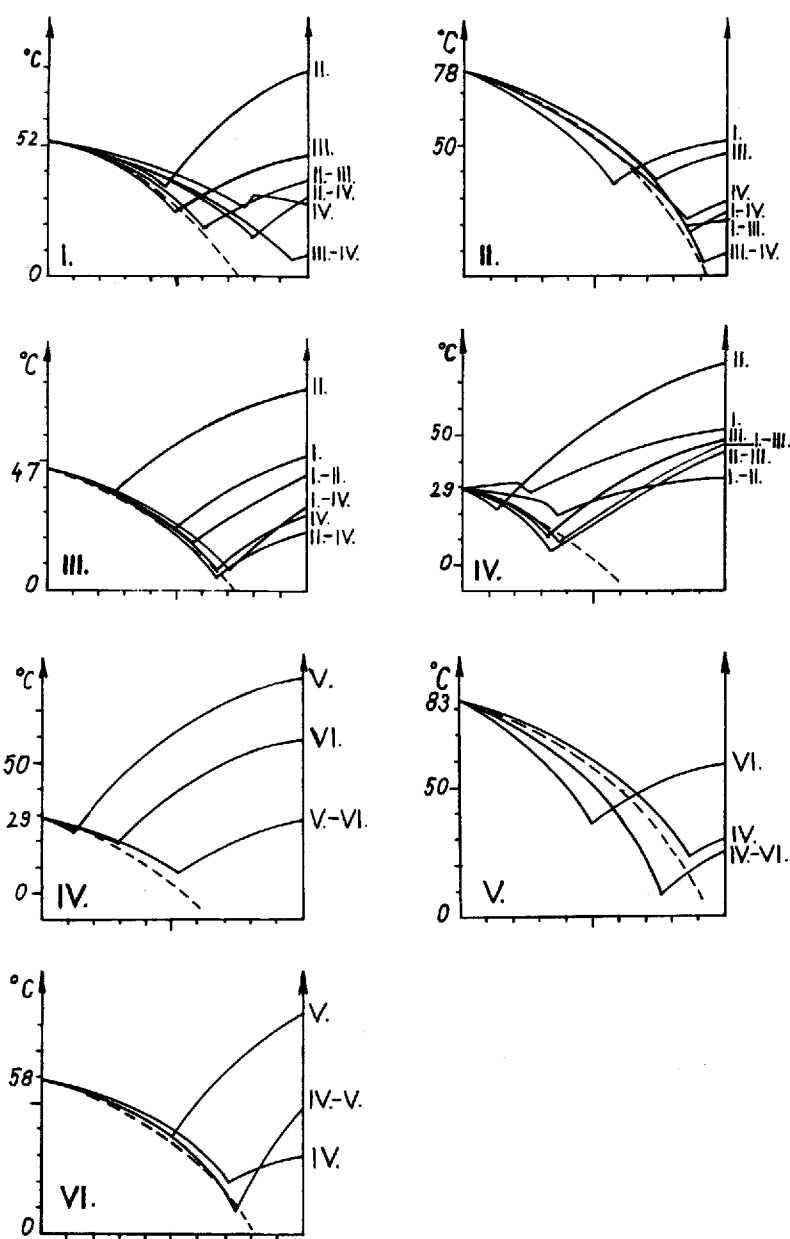 °C
52
0
I.
II.
III.
II.-III.
II.-IV.
IV.
III.-IV.
°C
78
50
0
II.
I.
III.
IV.
I.-IV.
I.-III.
III.-IV.
°C
47
0
III.
II.
I.
I.-II.
I.-IV.
IV.
II.-IV.
°C
50
29
0
IV.
II.
I.
III.
I.-III.
II.-III.
I.-II.
°C
50
29
0
IV.
V.
VI.
V.-VI.
°C
83
50
0
V.
VI.
IV.
IV.-VI.
°C
58
0
VI.
V.
IV.-V.
IV.